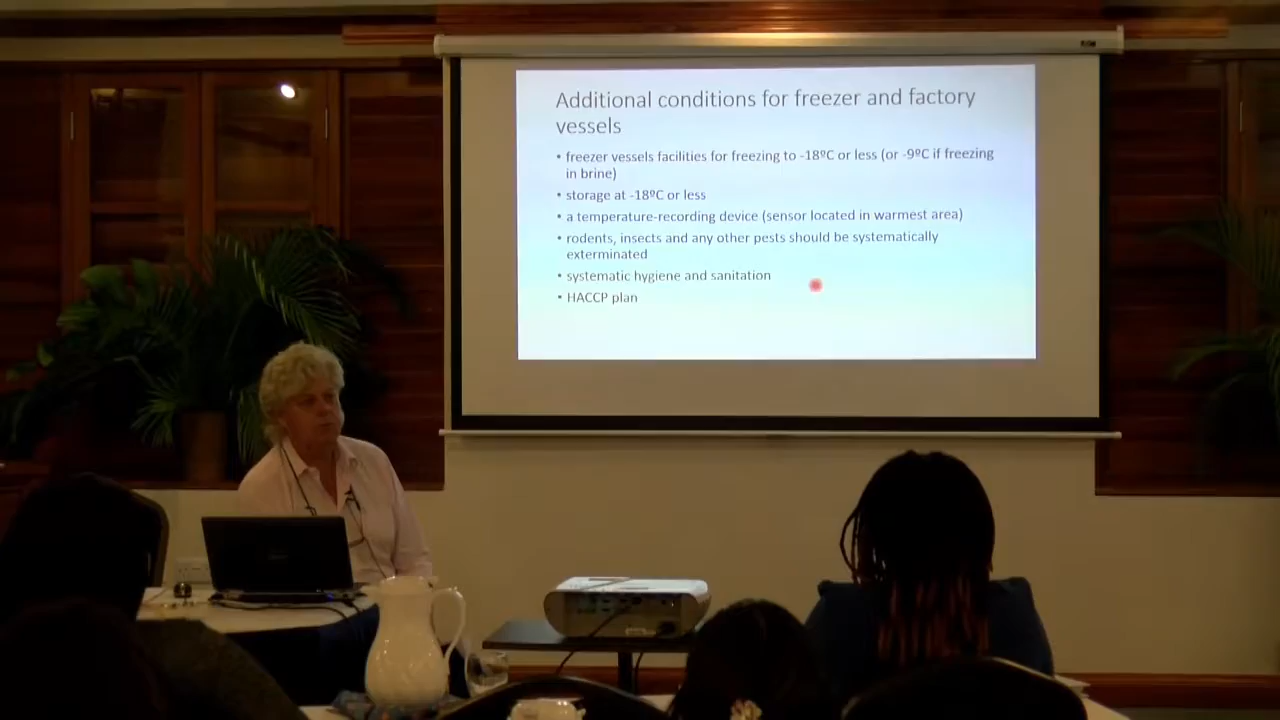 Additional conditions for freezer and factory
vessels
• freezer vessels facilities for freezing to -18ºC or less (or -9ºC if freezing
in brine)
• storage at -18ºC or less
• a temperature-recording device (sensor located in warmest area)
• rodents, insects and any other pests should be systematically
exterminated
• systematic hygiene and sanitation
• HACCP plan